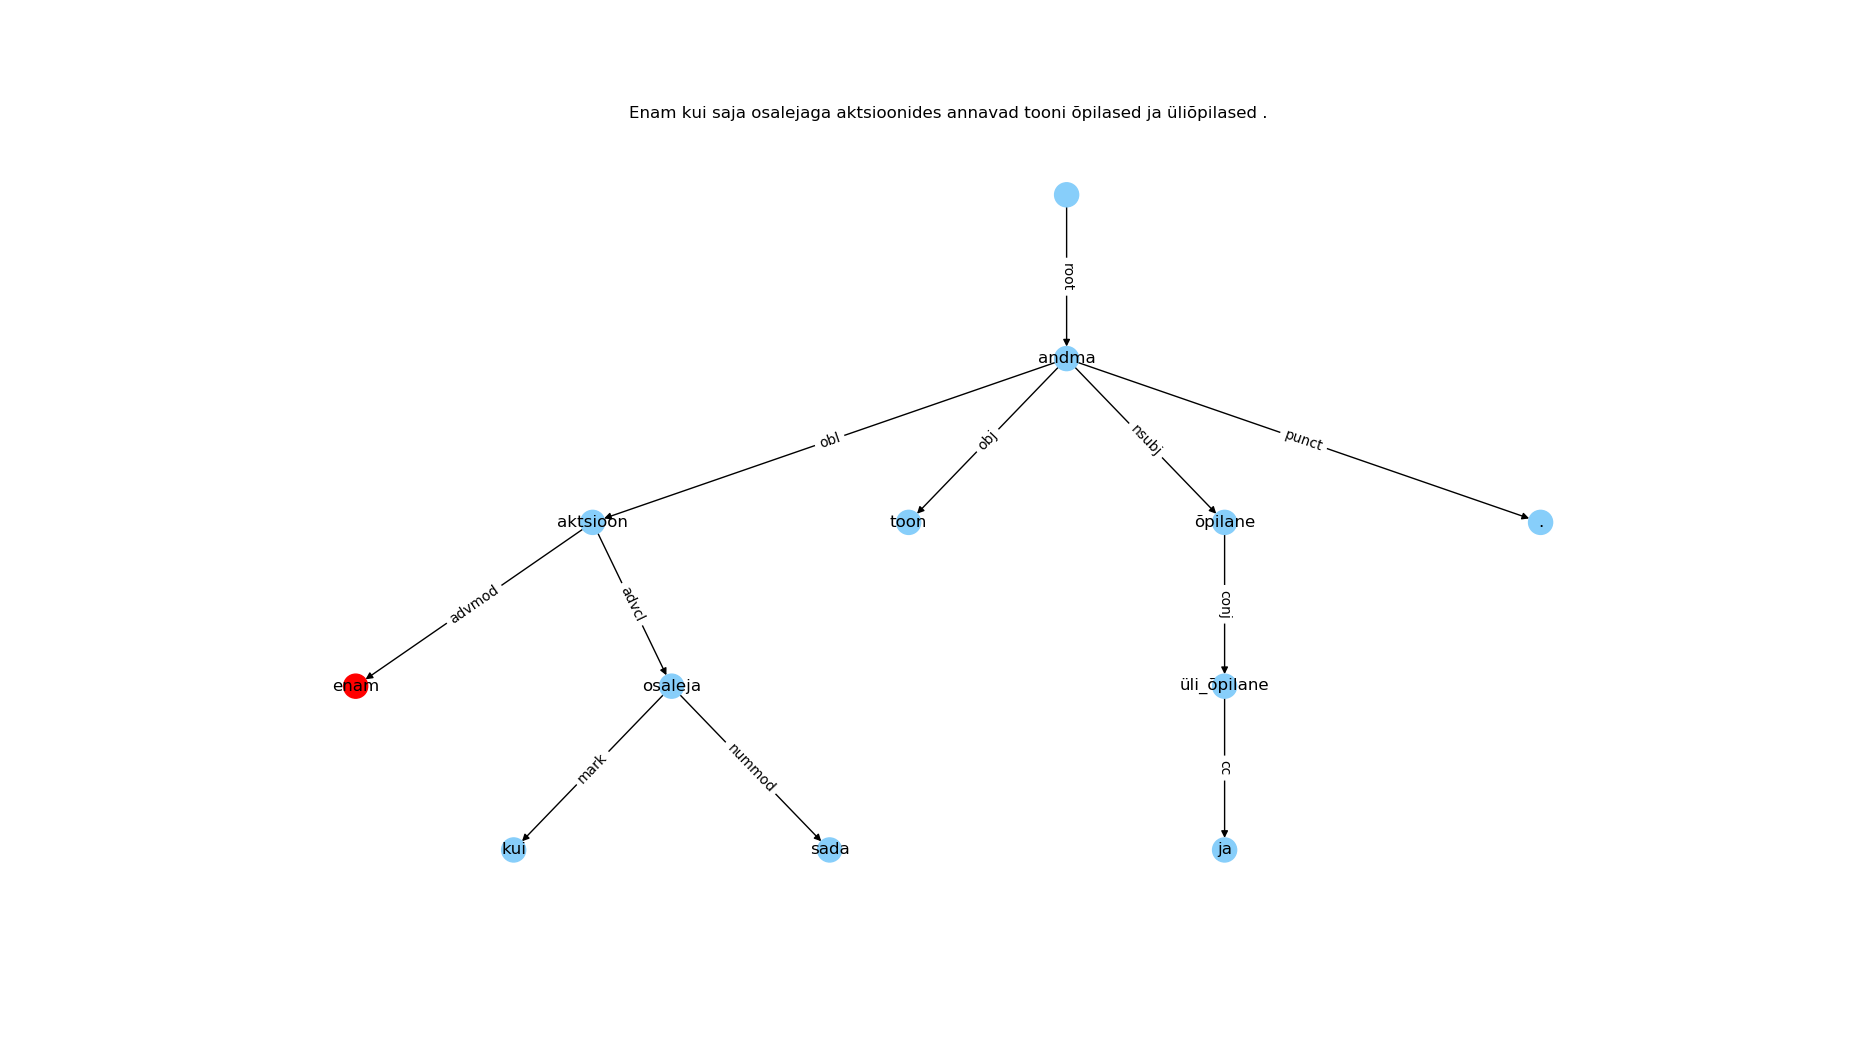 Enam kui saja osalejaga aktsioonides annavad tooni õpilased ja üliõpilased .
root
andma
obl
obj
nsubj
punct
aktsioon
toon
õpilane
.
advmod
advcl
conj
enam
osaleja
üli_õpilane
mark
nummod
cc
kui
sada
ja